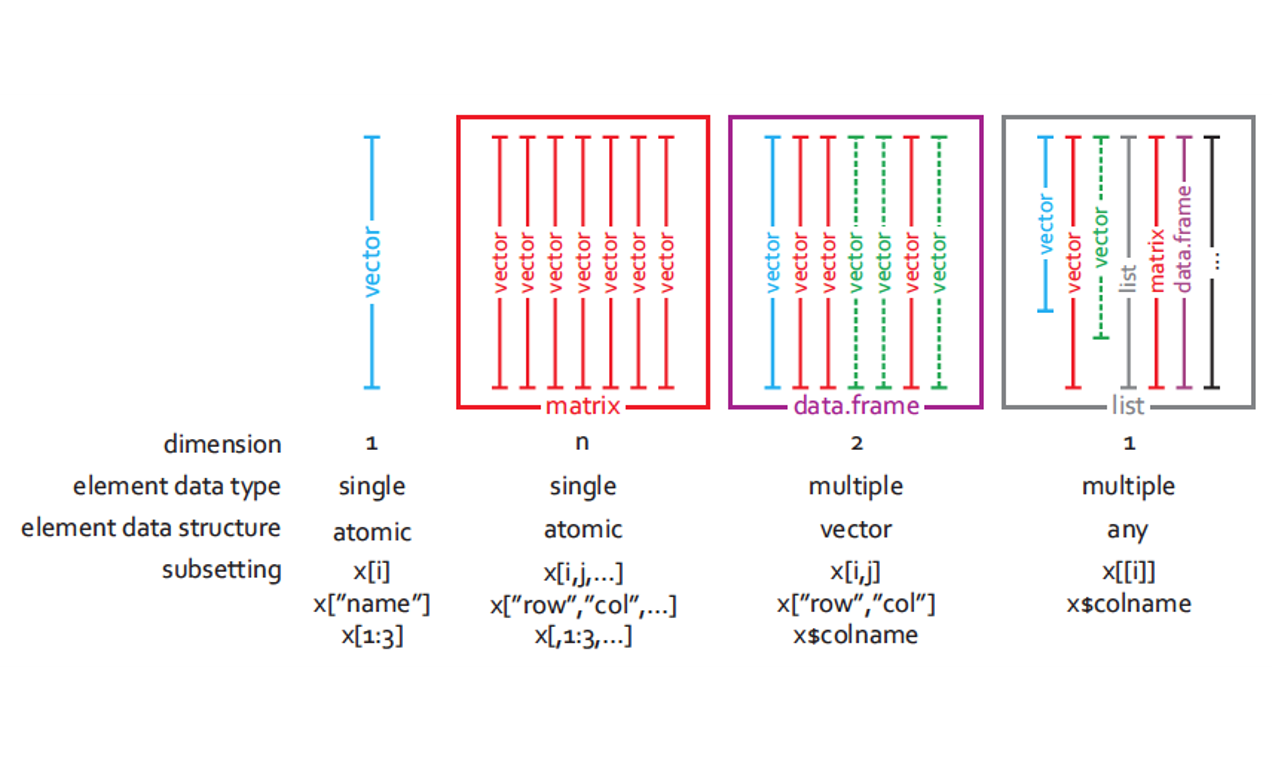 vector
vector
vector
vector
vector
vector
vector
vector
matrix
vector
vector
vector
vector
vector
vector
vector
data.frame
vector
vector
vector
list
matrix
data.frame
...
list
dimension 1 n 2 1
element data type single single multiple multiple
element data structure atomic atomic vector any
subsetting x[i] x[i,j,...] x[i,j] x[[i]]
x["name"] x["row","col",...] x["row","col"] x$colname
x[1:3] x[,1:3,...] x$colname